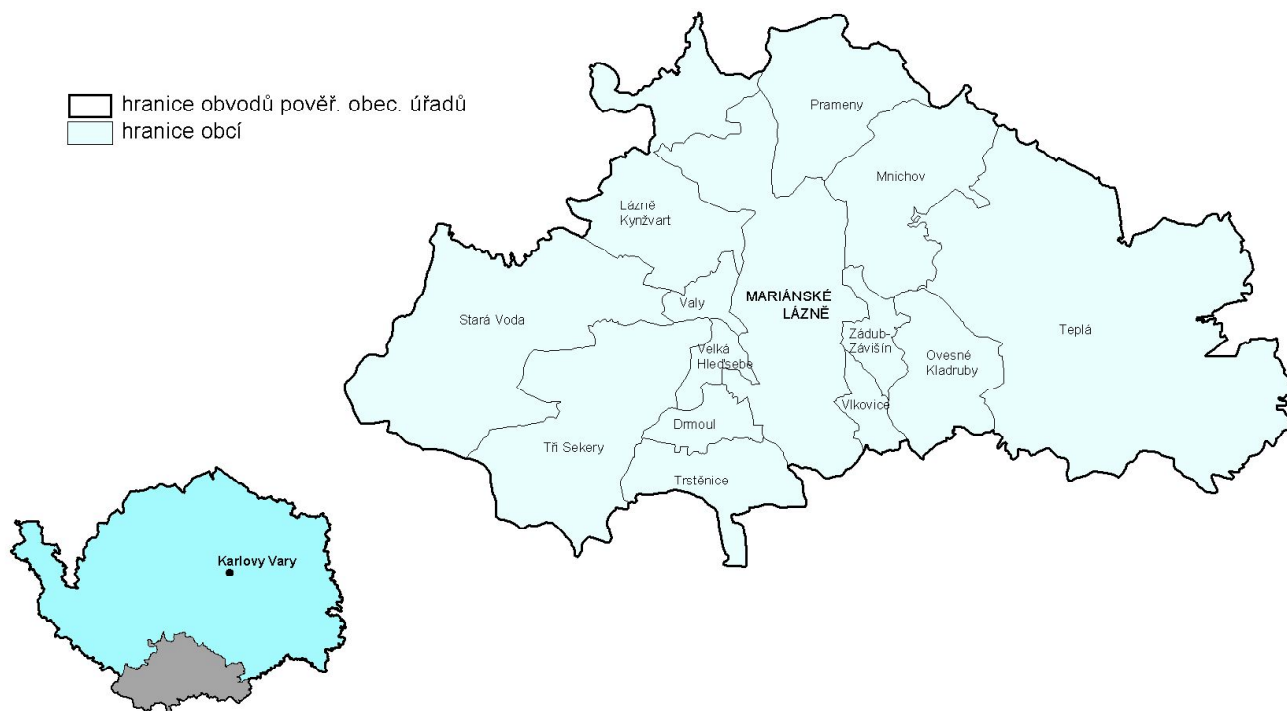 hranice obvodů pověř. obec. úřadů
hranice obcí
Prameny
Mnichov
Lázně
Kynžvart
Valy
MARIÁNSKÉ
LÁZNĚ
Stará Voda
Zádub-
Závišín
Teplá
Velká
Hleďsebe
Ovesné
Kladruby
Vlkovice
Drmoul
Tři Sekery
Trstěnice
Karlovy Vary